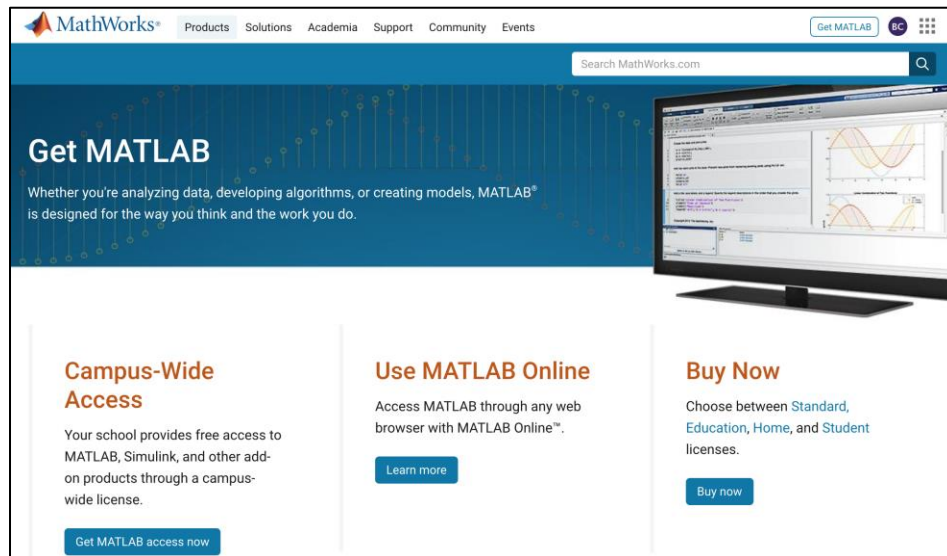 MathWorks®
Products Solutions Academia Support Community Events
Get MATLAB
BC
Search MathWorks.com
Get MATLAB
Whether you're analyzing data, developing algorithms, or creating models, MATLAB®
is designed for the way you think and the work you do.
Campus-Wide
Access
Your school provides free access to
MATLAB, Simulink, and other add-
on products through a campus-
wide license.
Get MATLAB access now
Use MATLAB Online
Access MATLAB through any web
browser with MATLAB Online™.
Learn more
Buy Now
Choose between Standard,
Education, Home, and Student
licenses.
Buy now